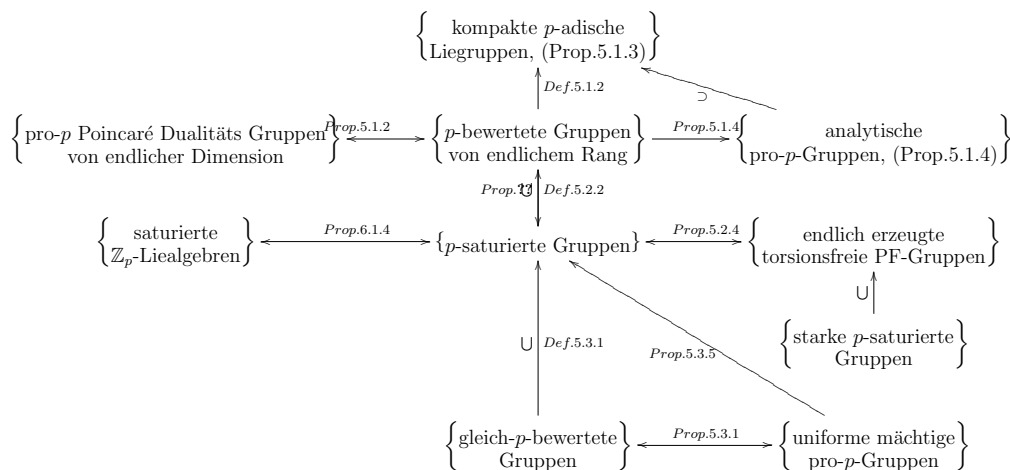 kompakte p-adische
Liegruppen, (Prop.5.1.3)
Def.5.1.2
⊃
pro-p Poincaré Dualitäts Gruppen
von endlicher Dimension
Prop.5.1.2
p-bewertete Gruppen
von endlichem Rang
Prop.5.1.4
analytische
pro-p-Gruppen, (Prop.5.1.4)
Prop.??
∪
Def.5.2.2
saturierte
ℤp-Liealgebren
Prop.6.1.4
{p-saturierte Gruppen}
Prop.5.2.4
endlich erzeugte
torsionsfreie PF-Gruppen
∪
starke p-saturierte
Gruppen
∪
Def.5.3.1
Prop.5.3.5
gleich-p-bewertete
Gruppen
Prop.5.3.1
uniforme mächtige
pro-p-Gruppen